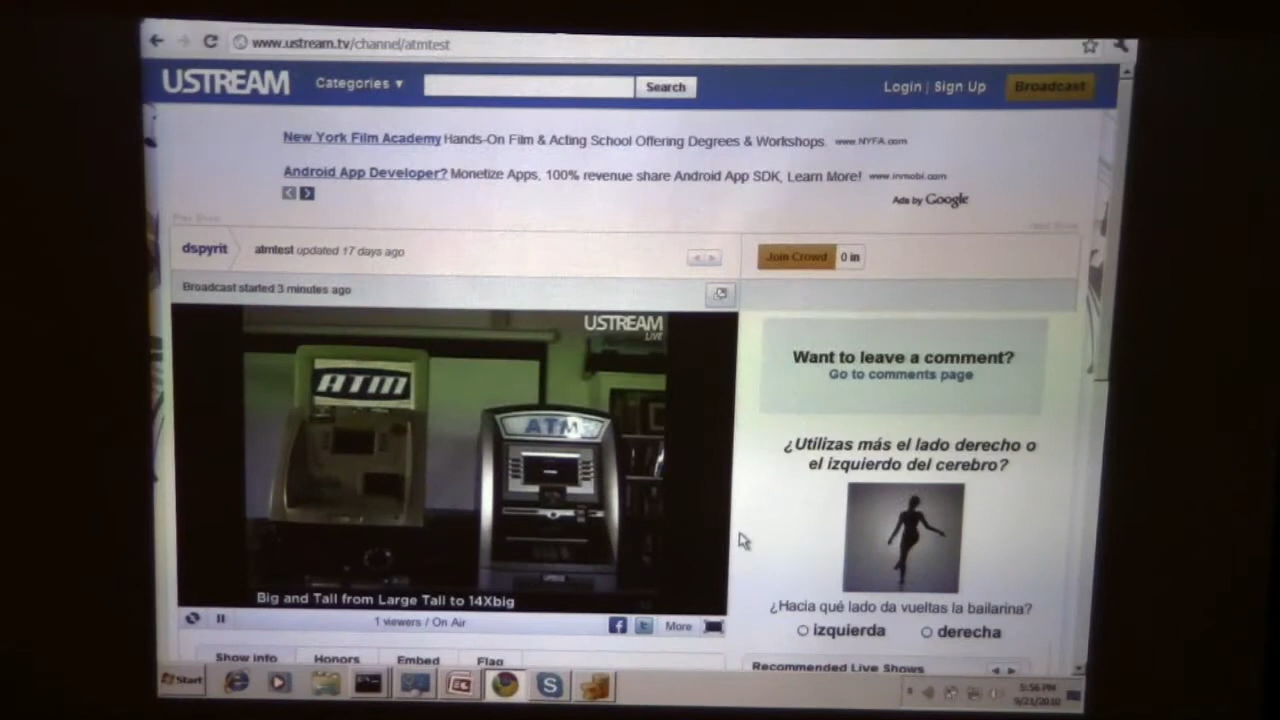 www.ustream.tv/channel/atmtest
USTREAM Categories ▾ Search Login | Sign Up Broadcast
New York Film Academy Hands-On Film & Acting School Offering Degrees & Workshops. www.NYFA.com
Android App Developer? Monetize Apps, 100% revenue share Android App SDK, Learn More! www.inmobi.com
Ads by Google
dspyrit atmtest updated 17 days ago
Join Crowd 0 in
Broadcast started 3 minutes ago
USTREAM
LIVE
ATM
ATM
Big and Tall from Large Tall to 14Xbig
1 viewers / On Air
More
Want to leave a comment?
Go to comments page
¿Utilizas más el lado derecho o
el izquierdo del cerebro?
¿Hacia qué lado da vueltas la bailarina?
izquierda derecha
Show info Honors Embed Flag
Recommended Live Shows
Start
5:56 PM